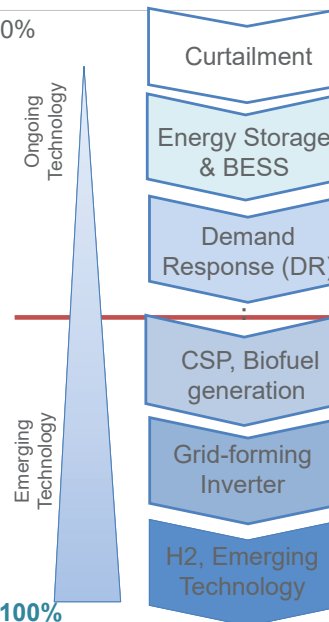 0%
Curtailment
Ongoing
Technology
Energy Storage
& BESS
Demand
Response (DR)
CSP, Biofuel
generation
Emerging
Technology
Grid-forming
Inverter
H2, Emerging
Technology
100%